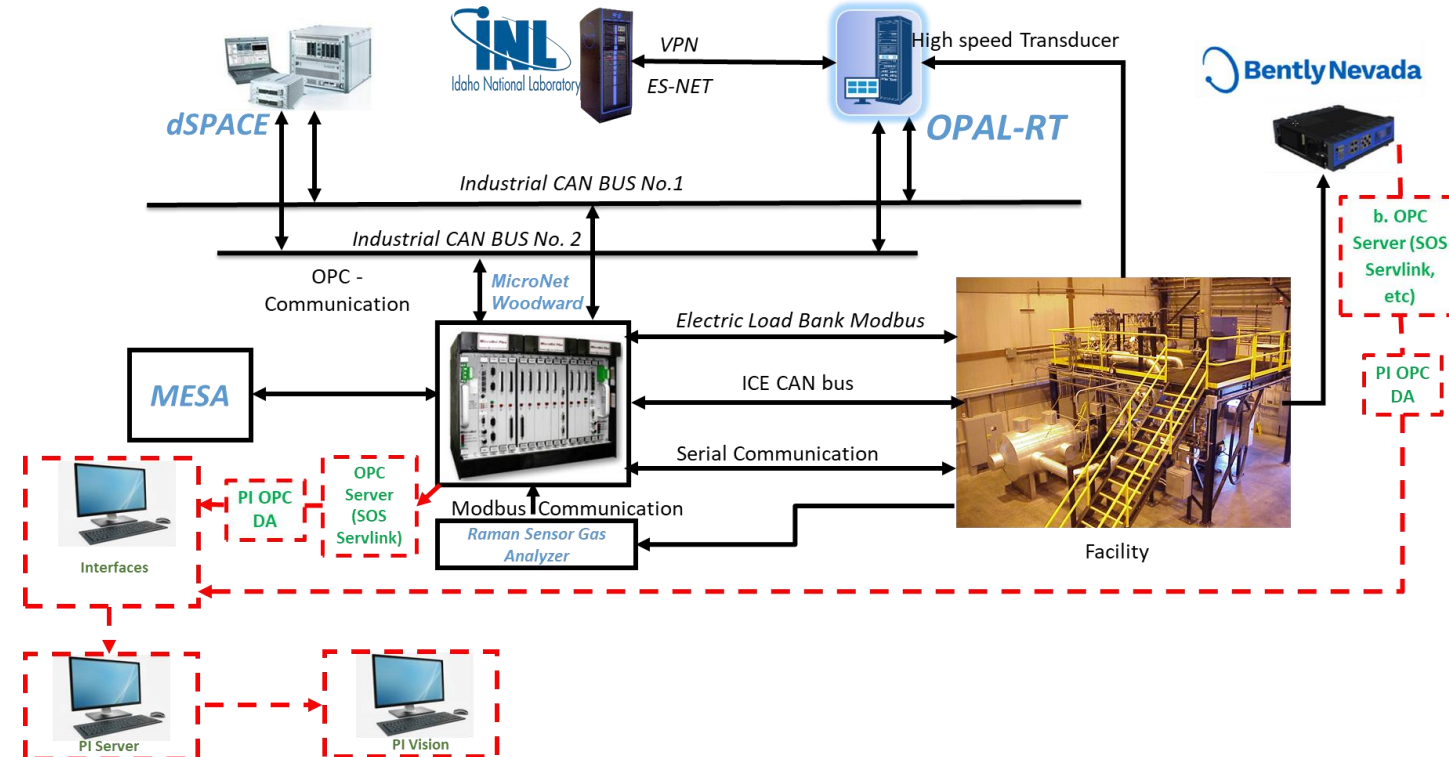 iNL
Idaho National Laboratory
VPN
ES-NET
High speed Transducer
Bently Nevada
dSPACE
OPAL-RT
Industrial CAN BUS No.1
Industrial CAN BUS No. 2
OPC -
Communication
MicroNet
Woodward
b. OPC
Server (SOS
Servlink,
etc)
Electric Load Bank Modbus
PI OPC
DA
MESA
ICE CAN bus
Serial Communication
OPC
Server
(SOS
Servlink)
PI OPC
DA
Interfaces
Modbus Communication
Raman Sensor Gas
Analyzer
Facility
PI Server
PI Vision